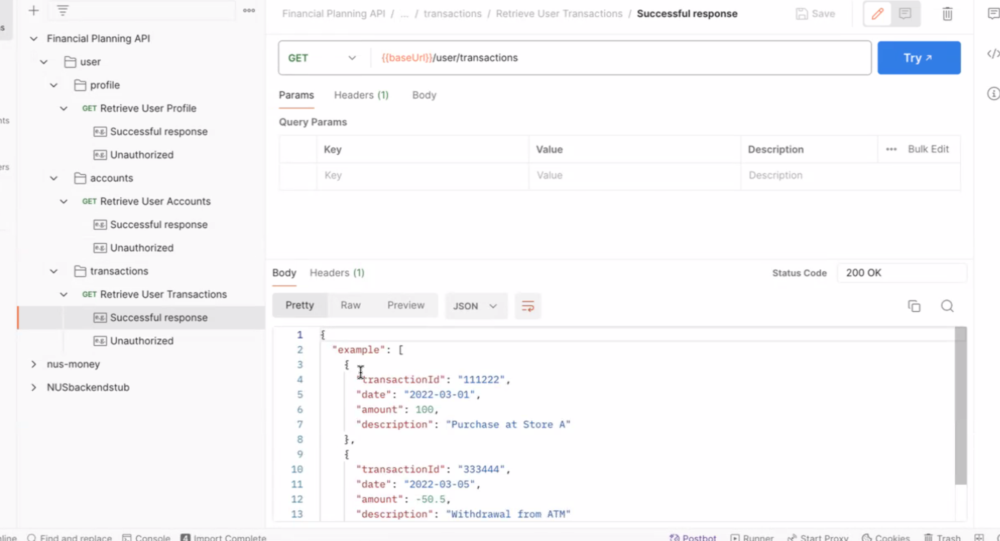 s
Financial Planning API
user
profile
GET Retrieve User Profile
e.g. Successful response
e.g. Unauthorized
accounts
GET Retrieve User Accounts
e.g. Successful response
e.g. Unauthorized
transactions
GET Retrieve User Transactions
e.g. Successful response
e.g. Unauthorized
nus-money
NUSbackendstub
nts
ers
Financial Planning API / ... / transactions / Retrieve User Transactions / Successful response
Save
GET {{baseUrl}}/user/transactions
Try
Params Headers (1) Body
Query Params
Key Value Description ... Bulk Edit
Key Value Description
Body Headers (1) Status Code 200 OK
Pretty Raw Preview JSON
1 {
2 "example": [
3 {
4 "transactionId": "111222",
5 "date": "2022-03-01",
6 "amount": 100,
7 "description": "Purchase at Store A"
8 },
9 {
10 "transactionId": "333444",
11 "date": "2022-03-05",
12 "amount": -50.5,
13 "description": "Withdrawal from ATM"
nline Find and replace Console 4 Import Complete Postbot Runner Start Proxy Cookies Trash